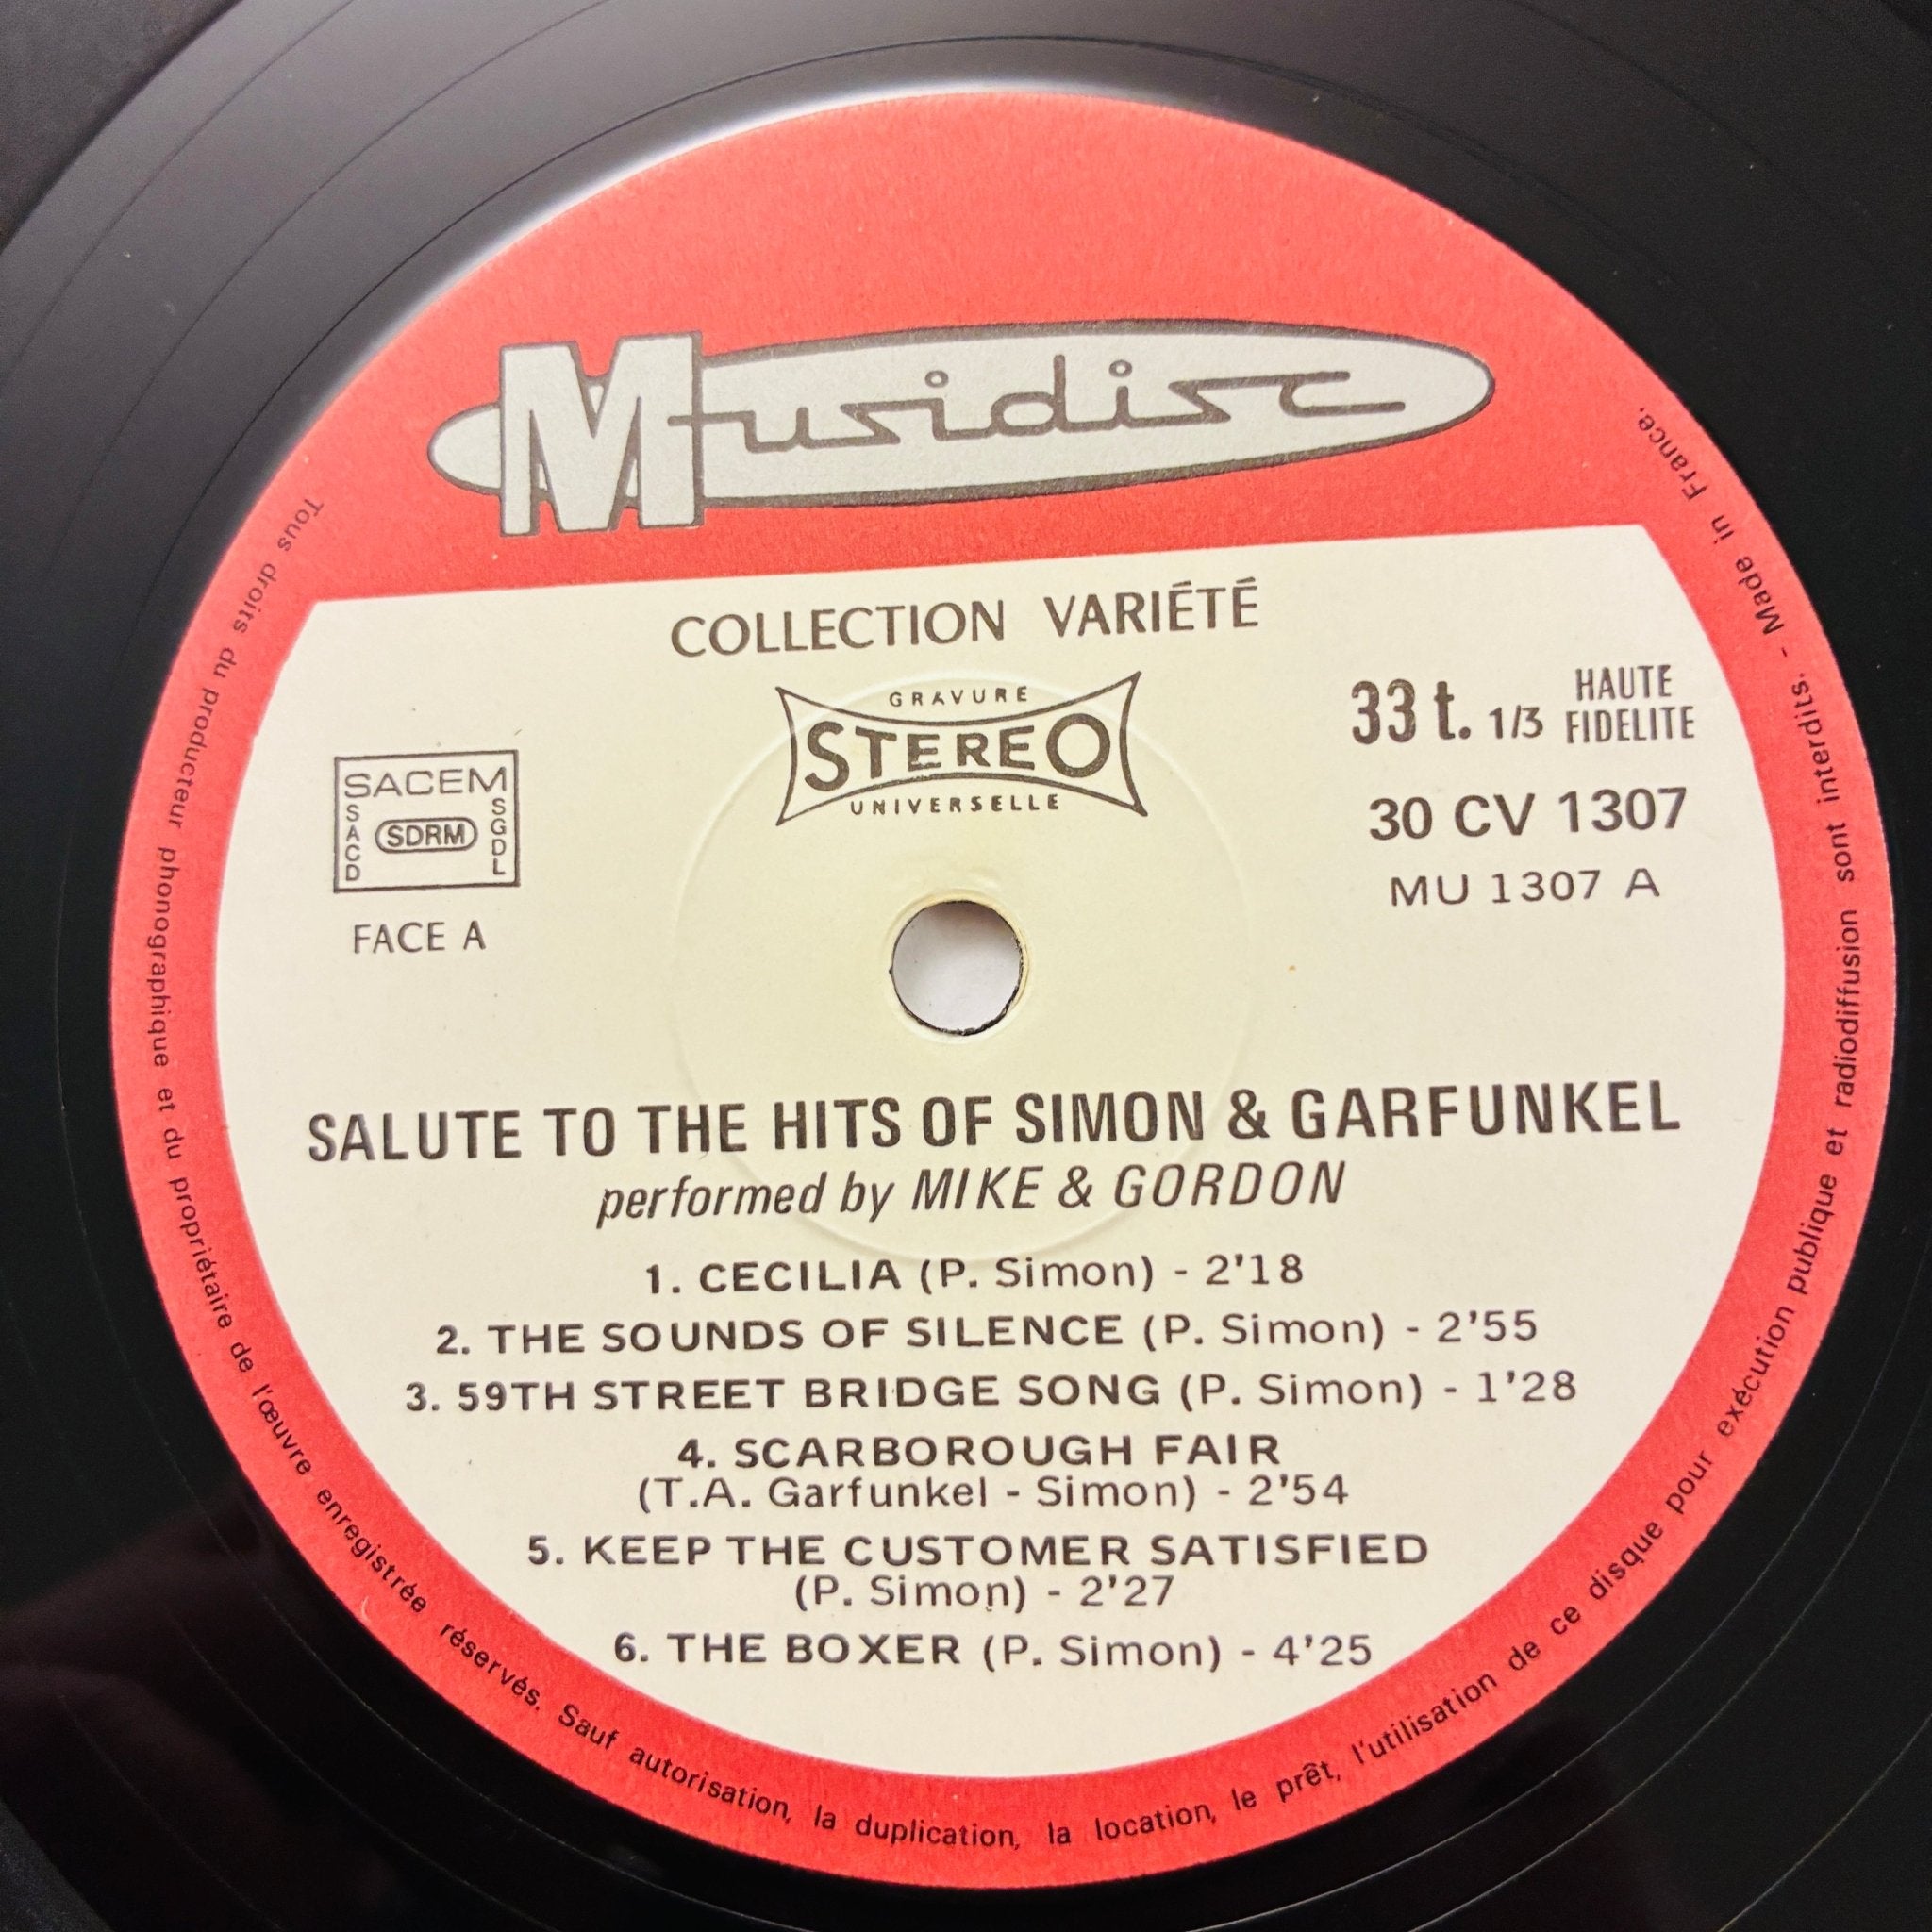 Musidisc
COLLECTION VARIÉTÉ
GRAVURE
STEREO
UNIVERSELLE
33 t. 1/3 HAUTE FIDELITE
30 CV 1307
MU 1307 A
SACEM
SACD
SDRM
SGDL
FACE A
SALUTE TO THE HITS OF SIMON & GARFUNKEL
performed by MIKE & GORDON
1. CECILIA (P. Simon) - 2'18
2. THE SOUNDS OF SILENCE (P. Simon) - 2'55
3. 59TH STREET BRIDGE SONG (P. Simon) - 1'28
4. SCARBOROUGH FAIR
(T.A. Garfunkel - Simon) - 2'54
5. KEEP THE CUSTOMER SATISFIED
(P. Simon) - 2'27
6. THE BOXER (P. Simon) - 4'25
Tous droits du producteur phonographique et du propriétaire de l'œuvre enregistrée réservés. Sauf autorisation, la duplication, la location, le prêt, l'utilisation de ce disque pour exécution publique et radiodiffusion sont interdits. - Made in France.